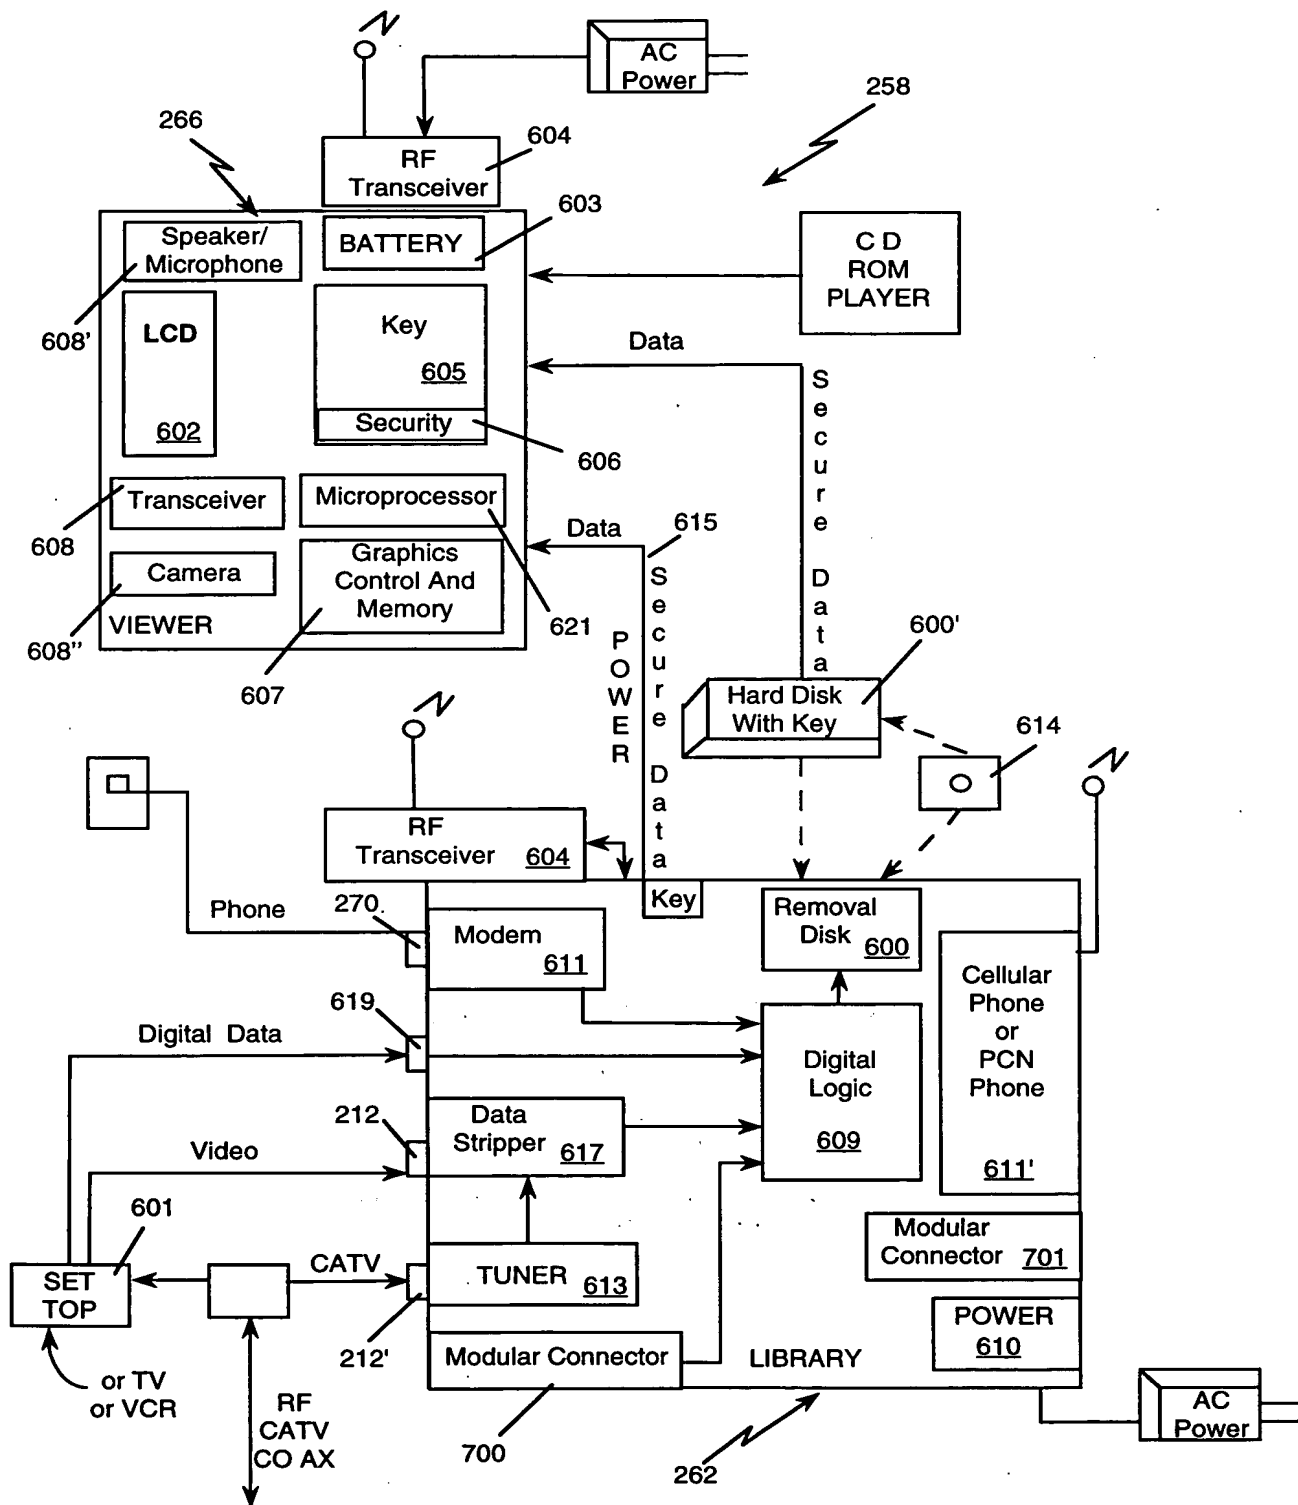 AC
Power
258
266
604
RF
Transceiver
603
Speaker/
Microphone
BATTERY
C D
ROM
PLAYER
608'
LCD
602
Key
605
Security
606
Data
Secure Data
Transceiver
608
Microprocessor
Data
615
Camera
608''
Graphics
Control And
Memory
621
VIEWER
607
POWER
Secure Data
600'
Hard Disk
With Key
614
RF
Transceiver
604
Key
Phone
270
Modem
611
Removal
Disk
600
Cellular
Phone
or
PCN
Phone
611'
619
Digital Data
Digital
Logic
609
212
Data
Stripper
617
Video
601
SET
TOP
CATV
TUNER
613
Modular
Connector
701
POWER
610
212'
Modular Connector
LIBRARY
or TV
or VCR
RF
CATV
CO AX
700
262
AC
Power